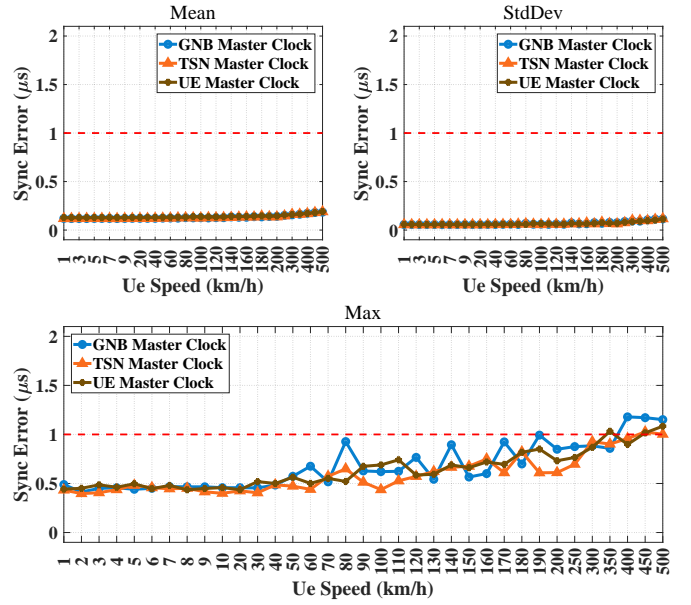 Mean
2
1.5
1
0.5
0
Sync Error (μs)
GNB Master Clock
TSN Master Clock
UE Master Clock
1 3 5 7 9 20 40 60 80 100 120 140 160 180 200 300 400 500
Ue Speed (km/h)
StdDev
2
1.5
1
0.5
0
Sync Error (μs)
GNB Master Clock
TSN Master Clock
UE Master Clock
1 3 5 7 9 20 40 60 80 100 120 140 160 180 200 300 400 500
Ue Speed (km/h)
Max
2
1.5
1
0.5
0
Sync Error (μs)
GNB Master Clock
TSN Master Clock
UE Master Clock
1 2 3 4 5 6 7 8 9 10 20 30 40 50 60 70 80 90 100 110 120 130 140 150 160 170 180 190 200 250 300 350 400 450 500
Ue Speed (km/h)